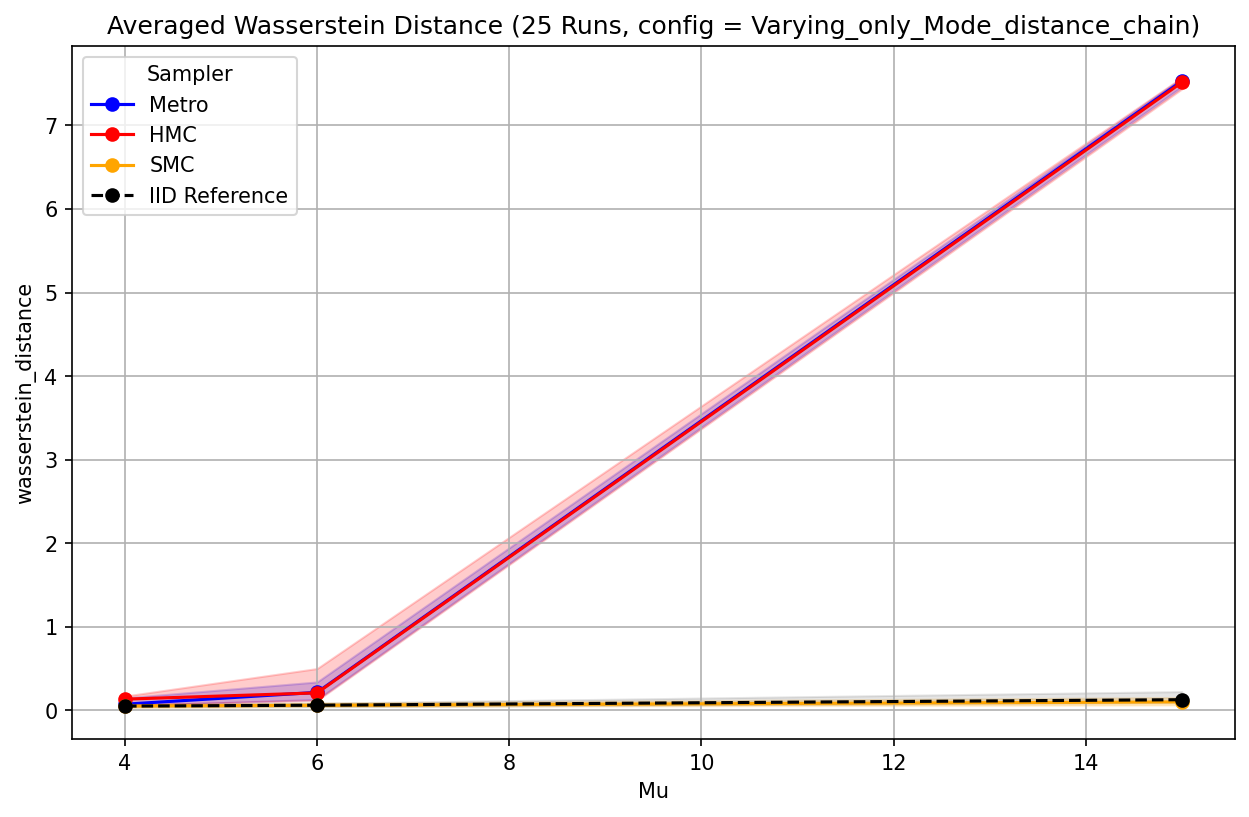 Averaged Wasserstein Distance (25 Runs, config = Varying_only_Mode_distance_chain)
Sampler
Metro
HMC
SMC
IID Reference
wasserstein_distance
7
6
5
4
3
2
1
0
4 6 8 10 12 14
Mu